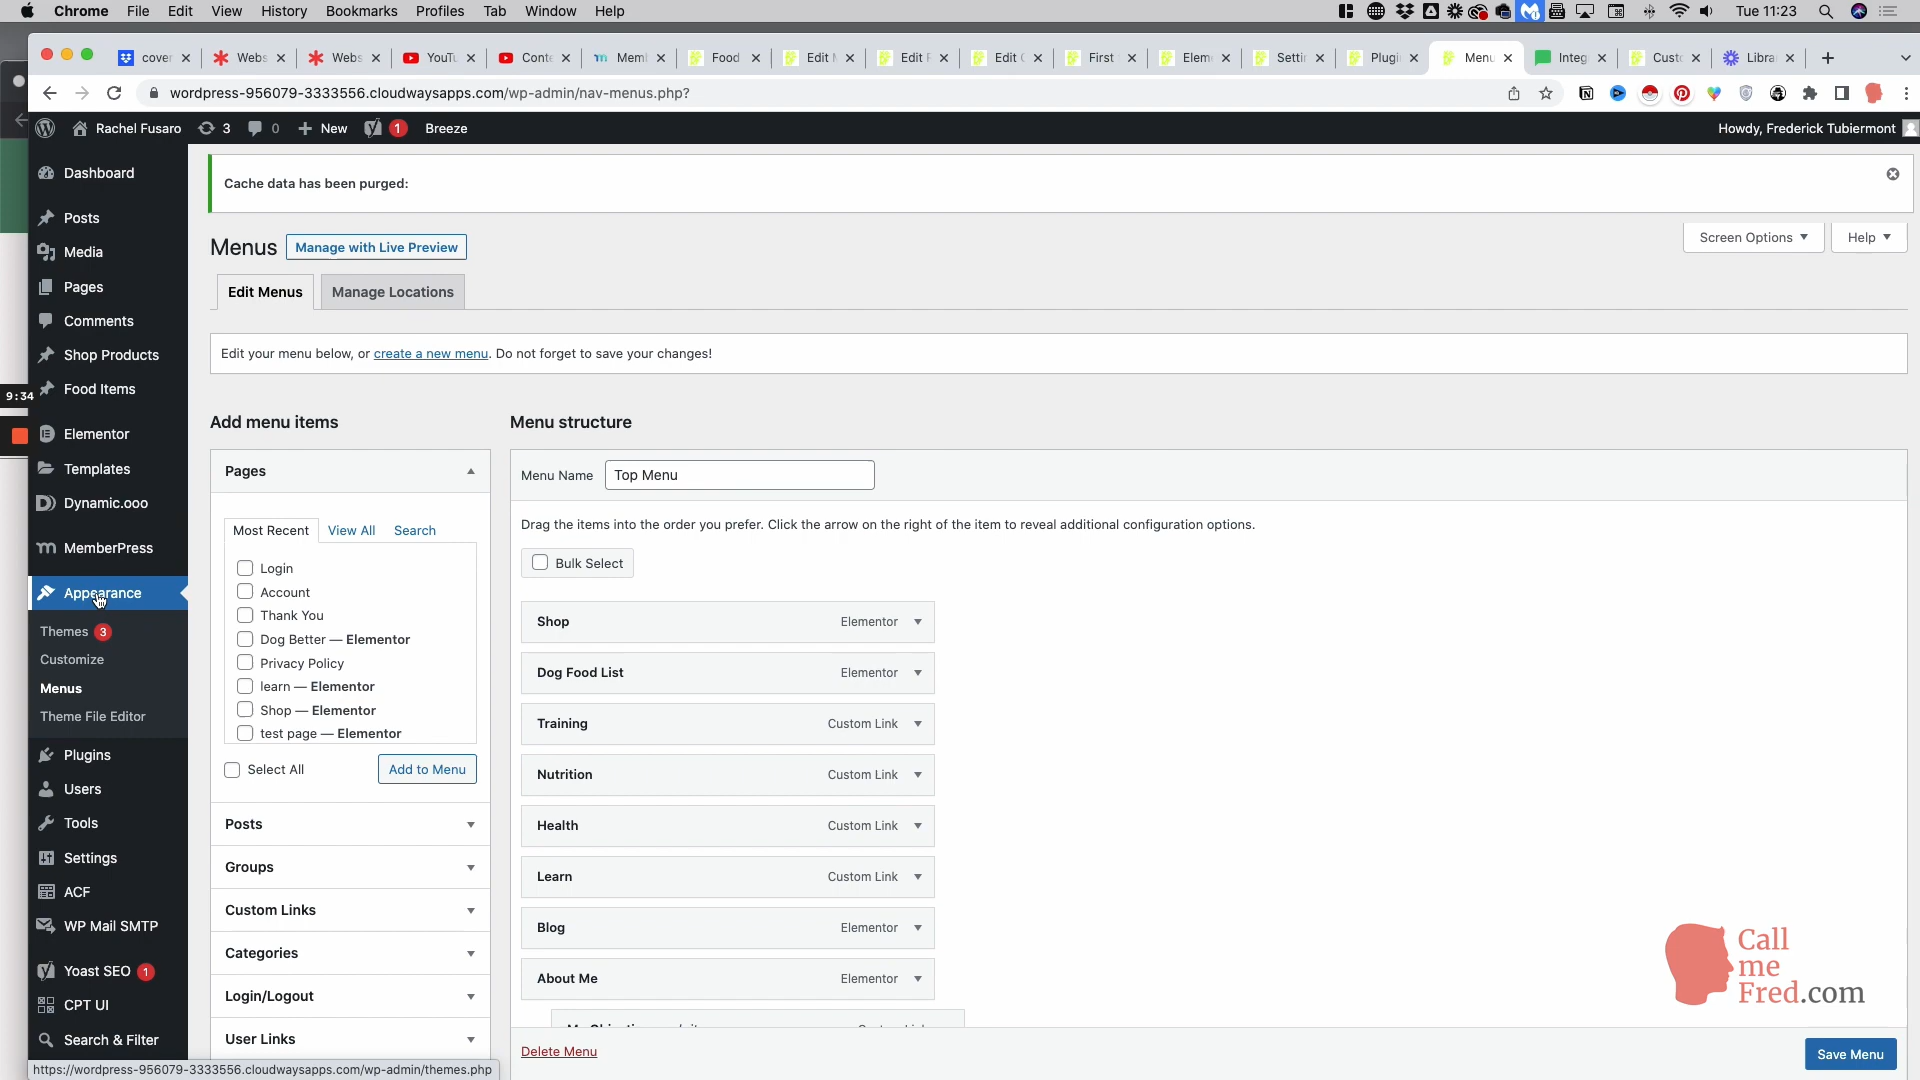 Chrome File Edit View History Bookmarks Profiles Tab Window Help Tue 11:23
cover Webs Webs YouTu Conte Memb Food Edit M Edit F Edit C First Eleme Settin Plugi Menu Integ Custo Librar
wordpress-956079-3333556.cloudwaysapps.com/wp-admin/nav-menus.php?
Rachel Fusaro 3 0 New 1 Breeze Howdy, Frederick Tubiermont
Dashboard
Posts
Media
Pages
Comments
Shop Products
Food Items
9:34
Elementor
Templates
Dynamic.ooo
MemberPress
Appearance
Themes 3
Customize
Menus
Theme File Editor
Plugins
Users
Tools
Settings
ACF
WP Mail SMTP
Yoast SEO 1
CPT UI
Search & Filter
Cache data has been purged:
Menus Manage with Live Preview
Screen Options Help
Edit Menus Manage Locations
Edit your menu below, or create a new menu. Do not forget to save your changes!
Add menu items
Pages
Most Recent View All Search
Login
Account
Thank You
Dog Better — Elementor
Privacy Policy
learn — Elementor
Shop — Elementor
test page — Elementor
Select All Add to Menu
Posts
Groups
Custom Links
Categories
Login/Logout
User Links
Menu structure
Menu Name Top Menu
Drag the items into the order you prefer. Click the arrow on the right of the item to reveal additional configuration options.
Bulk Select
Shop Elementor
Dog Food List Elementor
Training Custom Link
Nutrition Custom Link
Health Custom Link
Learn Custom Link
Blog Elementor
About Me Elementor
Delete Menu Save Menu
Call
me
Fred.com
https://wordpress-956079-3333556.cloudwaysapps.com/wp-admin/themes.php